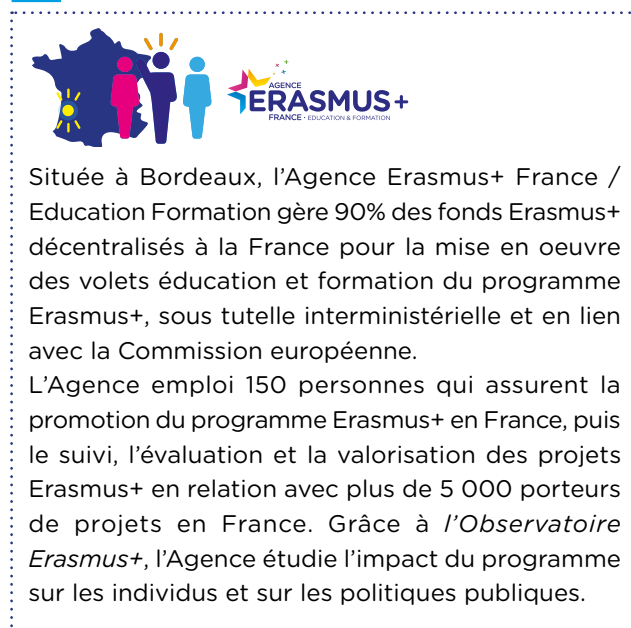 AGENCE
ERASMUS+
FRANCE • EDUCATION & FORMATION
Située à Bordeaux, l'Agence Erasmus+ France /
Education Formation gère 90% des fonds Erasmus+
décentralisés à la France pour la mise en oeuvre
des volets éducation et formation du programme
Erasmus+, sous tutelle interministérielle et en lien
avec la Commission européenne.
L'Agence emploi 150 personnes qui assurent la
promotion du programme Erasmus+ en France, puis
le suivi, l'évaluation et la valorisation des projets
Erasmus+ en relation avec plus de 5 000 porteurs
de projets en France. Grâce à l'Observatoire
Erasmus+, l'Agence étudie l'impact du programme
sur les individus et sur les politiques publiques.